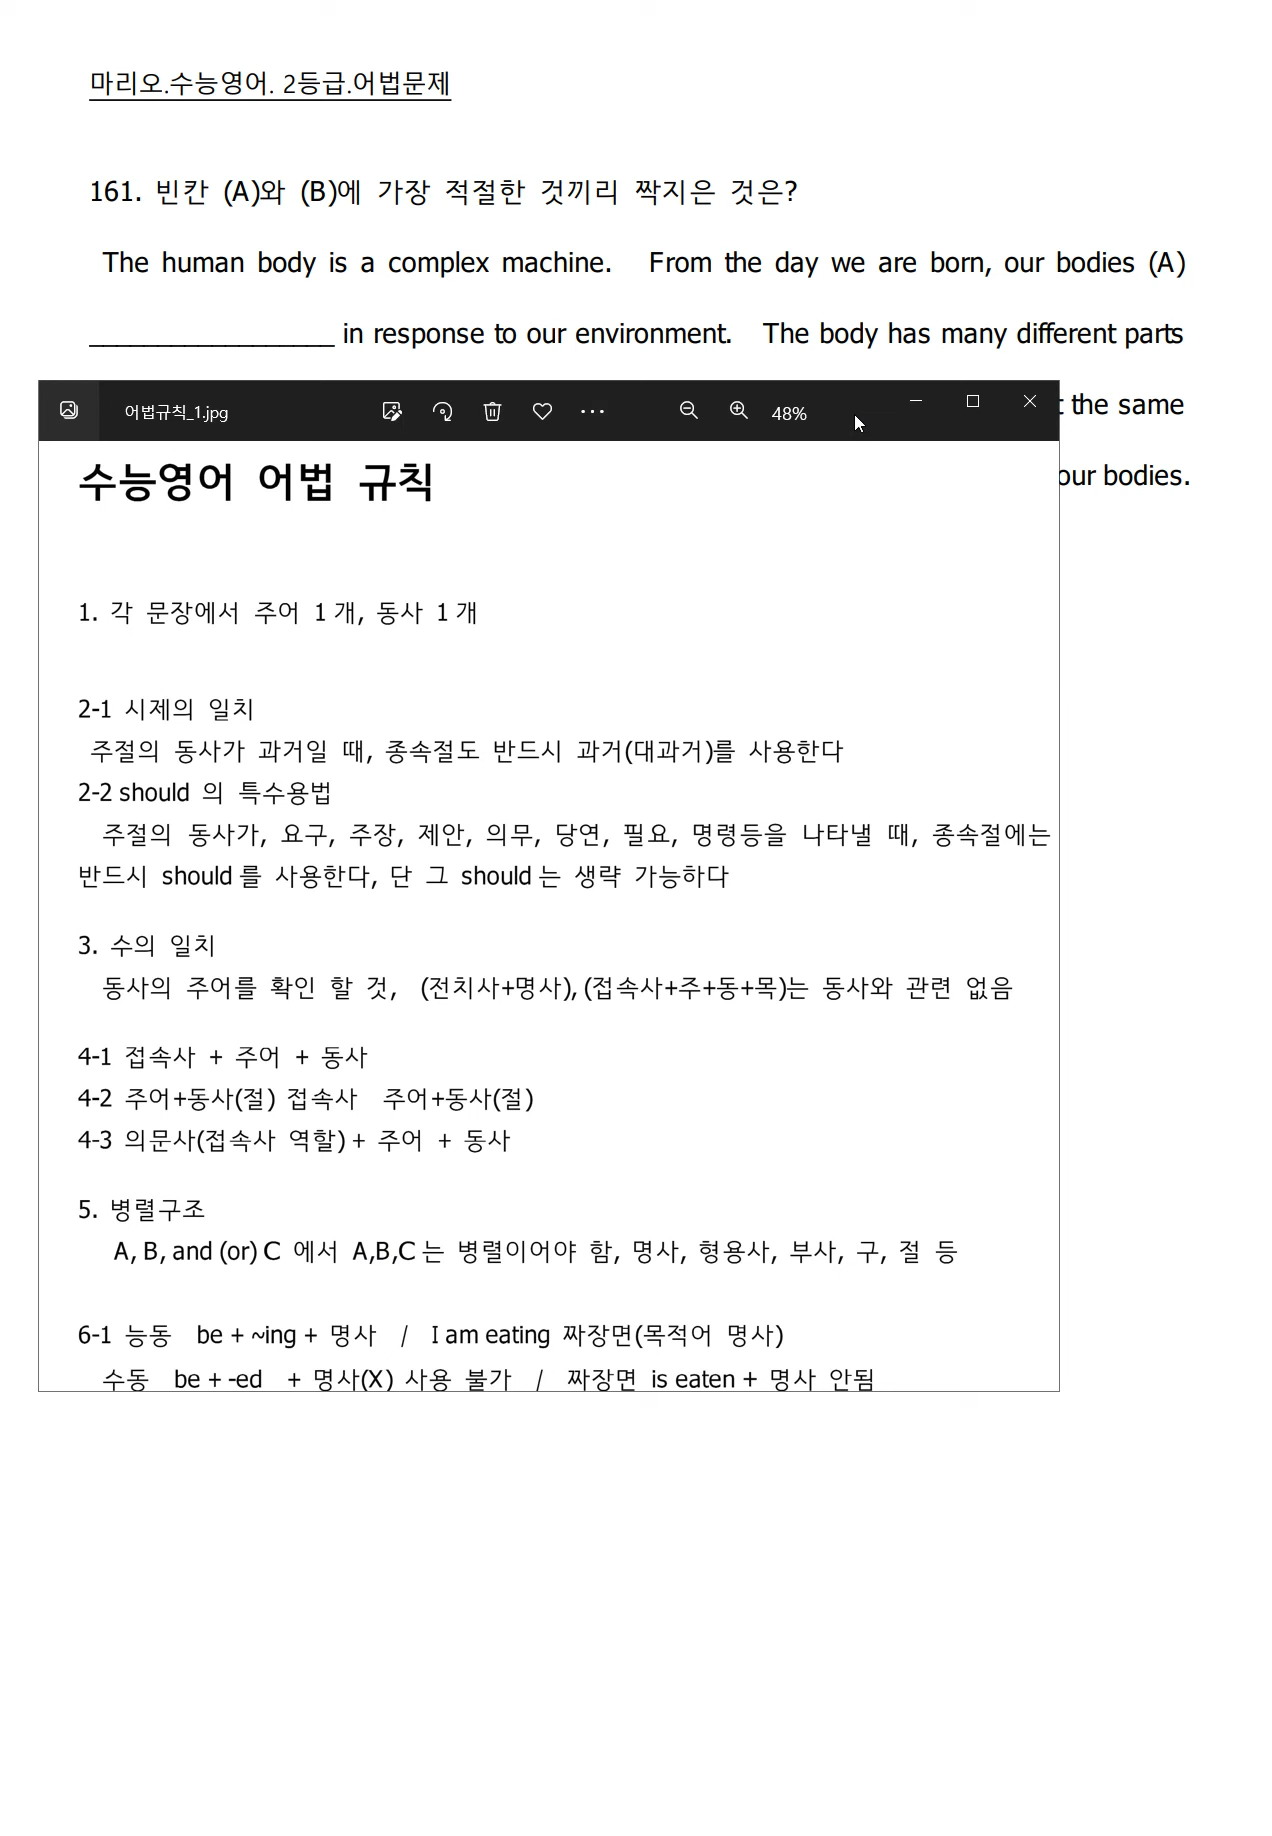 마리오.수능영어. 2등급.어법문제
161. 빈칸 (A)와 (B)에 가장 적절한 것끼리 짝지은 것은?
The human body is a complex machine. From the day we are born, our bodies (A)
__________________ in response to our environment. The body has many different parts
the same
our bodies.
어법규칙_1.jpg
48%
수능영어 어법 규칙
1. 각 문장에서 주어 1개, 동사 1개
2-1 시제의 일치
주절의 동사가 과거일 때, 종속절도 반드시 과거(대과거)를 사용한다
2-2 should 의 특수용법
주절의 동사가, 요구, 주장, 제안, 의무, 당연, 필요, 명령등을 나타낼 때, 종속절에는
반드시 should를 사용한다, 단 그 should는 생략 가능하다
3. 수의 일치
동사의 주어를 확인 할 것, (전치사+명사), (접속사+주+동+목)는 동사와 관련 없음
4-1 접속사 + 주어 + 동사
4-2 주어+동사(절) 접속사 주어+동사(절)
4-3 의문사(접속사 역할) + 주어 + 동사
5. 병렬구조
A, B, and (or) C 에서 A,B,C는 병렬이어야 함, 명사, 형용사, 부사, 구, 절 등
6-1 능동 be + ~ing + 명사 / I am eating 짜장면(목적어 명사)
수동 be + -ed + 명사(X) 사용 불가 / 짜장면 is eaten + 명사 안됨